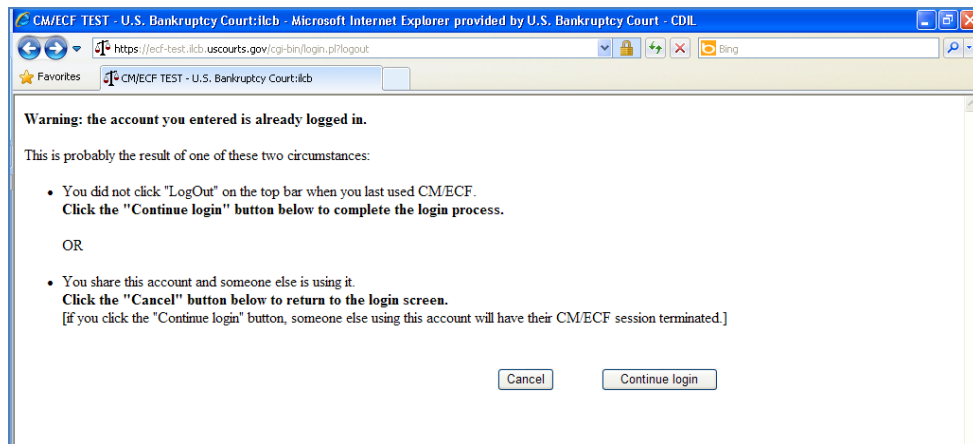 CM/ECF TEST - U.S. Bankruptcy Court:ilcb - Microsoft Internet Explorer provided by U.S. Bankruptcy Court - CDIL
https://ecf-test.ilcb.uscourts.gov/cgi-bin/login.pl?logout
Bing
Favorites
CM/ECF TEST - U.S. Bankruptcy Court:ilcb
Warning: the account you entered is already logged in.
This is probably the result of one of these two circumstances:
• You did not click "LogOut" on the top bar when you last used CM/ECF.
Click the "Continue login" button below to complete the login process.
OR
• You share this account and someone else is using it.
Click the "Cancel" button below to return to the login screen.
[if you click the "Continue login" button, someone else using this account will have their CM/ECF session terminated.]
Cancel
Continue login